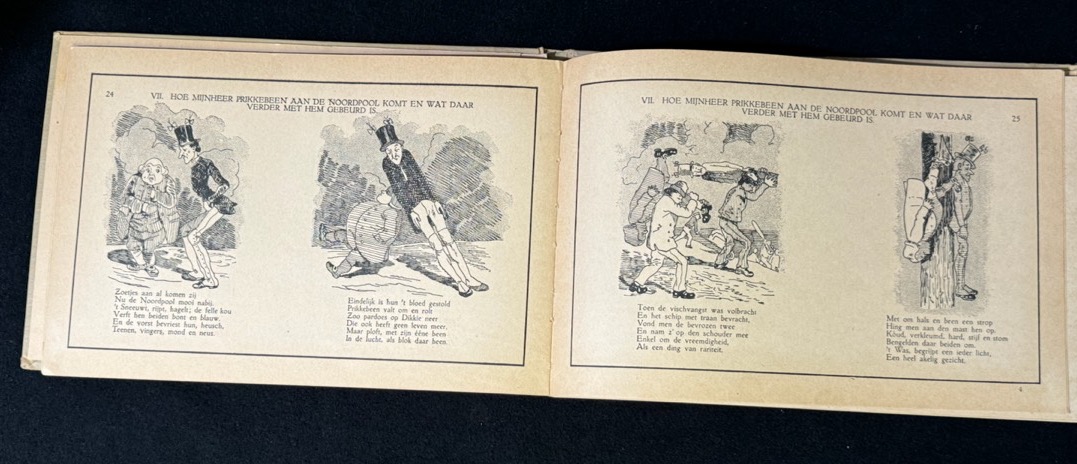 24
VII. HOE MIJNHEER PRIKKEBEEN AAN DE NOORDPOOL KOMT EN WAT DAAR
VERDER MET HEM GEBEURD IS.
Zoetjes aan al komen zij
Nu de Noordpool mooi nabij.
't Sneeuwt, rijpt, hagelt; de felle kou
Verft hen beiden bont en blauw.
En de vorst bevriest hun, heusch,
Teenen, vingers, mond en neus.
Eindelijk is hun 't bloed gestold
Prikkebeen valt om en rolt
Zoo pardoes op Dikkie neer
Die ook heeft geen leven meer.
Maar ploft, met zijn ééne been
In de lucht, als blok daar heen.
VII. HOE MIJNHEER PRIKKEBEEN AAN DE NOORDPOOL KOMT EN WAT DAAR
VERDER MET HEM GEBEURD IS.
25
Toen de vischvangst was volbracht
En het schip met traan bevracht,
Vond men de bevrozen twee
En nam z' op den schouder mee
Enkel om de vreemdigheid,
Als een ding van rariteit.
Met om hals en been een strop
Hing men aan den mast hen op.
Koud, verkleumd, hard, stijf en stom
Bengelden daar beiden om.
't Was, begrijpt een ieder licht,
Een heel akelig gezicht.